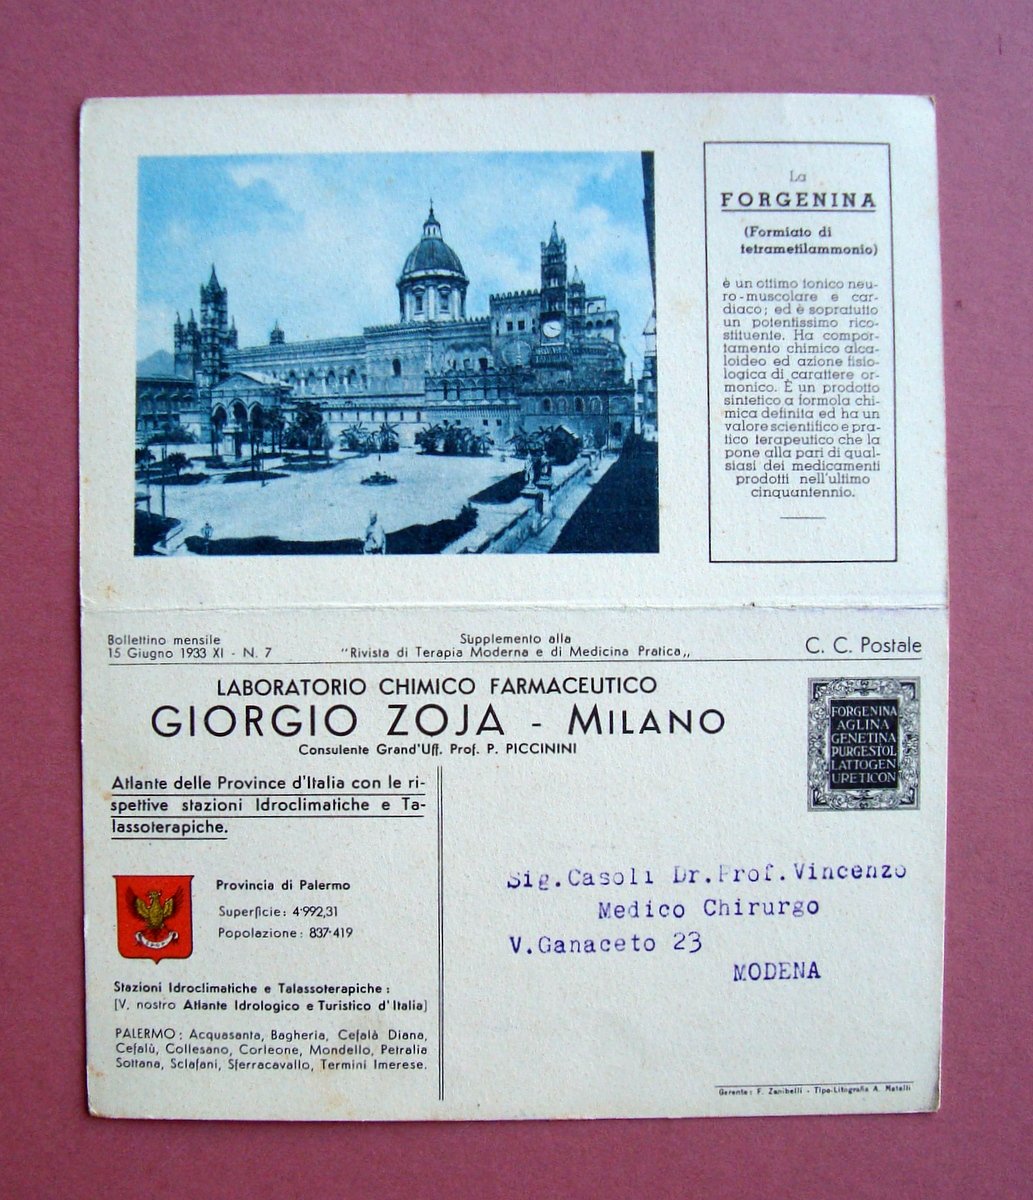 La
FORGENINA
(Formiato di
tetrametilammonio)
è un ottimo tonico neu-
ro-muscolare e car-
diaco; ed è sopratutto
un potentissimo rico-
stituente. Ha compor-
tamento chimico alca-
loideo ed azione fisio-
logica di carattere or-
monico. È un prodotto
sintetico a formola chi-
mica definita ed ha un
valore scientifico e pra-
tico terapeutico che la
pone alla pari di qual-
siasi dei medicamenti
prodotti nell'ultimo
cinquantennio.
Bollettino mensile
15 Giugno 1933 XI - N. 7
Supplemento alla
"Rivista di Terapia Moderna e di Medicina Pratica„
C. C. Postale
LABORATORIO CHIMICO FARMACEUTICO
GIORGIO ZOJA - MILANO
Consulente Grand'Uff. Prof. P. PICCININI
FORGENINA
AGLINA
GENETINA
PURGESTOL
LATTOGEN
URETICON
Atlante delle Province d'Italia con le ri-
spettive stazioni Idroclimatiche e Ta-
lassoterapiche.
Provincia di Palermo
Superficie: 4·992,31
Popolazione: 837·419
Stazioni Idroclimatiche e Talassoterapiche:
(V. nostro Atlante Idrologico e Turistico d'Italia)
PALERMO: Acquasanta, Bagheria, Cefalà Diana,
Cefalù, Collesano, Corleone, Mondello, Petralia
Sottana, Sclafani, Sferracavallo, Termini Imerese.
Sig.Casoli Dr.Prof.Vincenzo
Medico Chirurgo
V.Ganaceto 23
MODENA
Gerente: F. Zanibelli - Tipo-Litografia A. Matelli